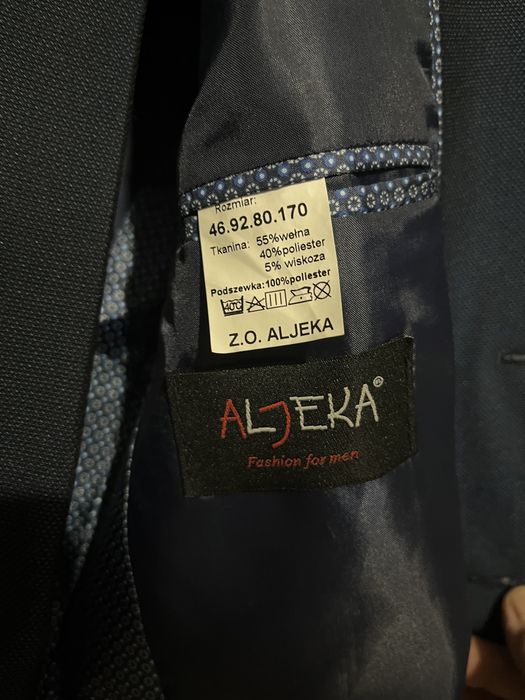 Rozmiar:
46.92.80.170
Tkanina: 55%wełna
40%poliester
5% wiskoza
Podszewka:100%poliester
40°C
Z.O. ALJEKA
ALJEKA®
Fashion for men